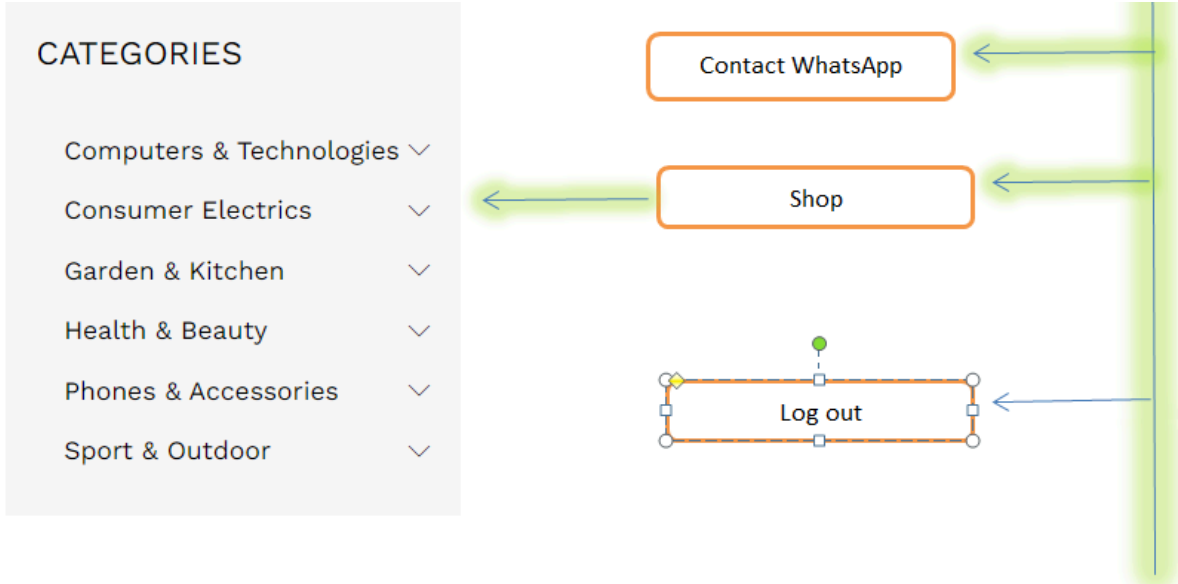 CATEGORIES
Computers & Technologies
Consumer Electrics
Garden & Kitchen
Health & Beauty
Phones & Accessories
Sport & Outdoor
Contact WhatsApp
Shop
Log out